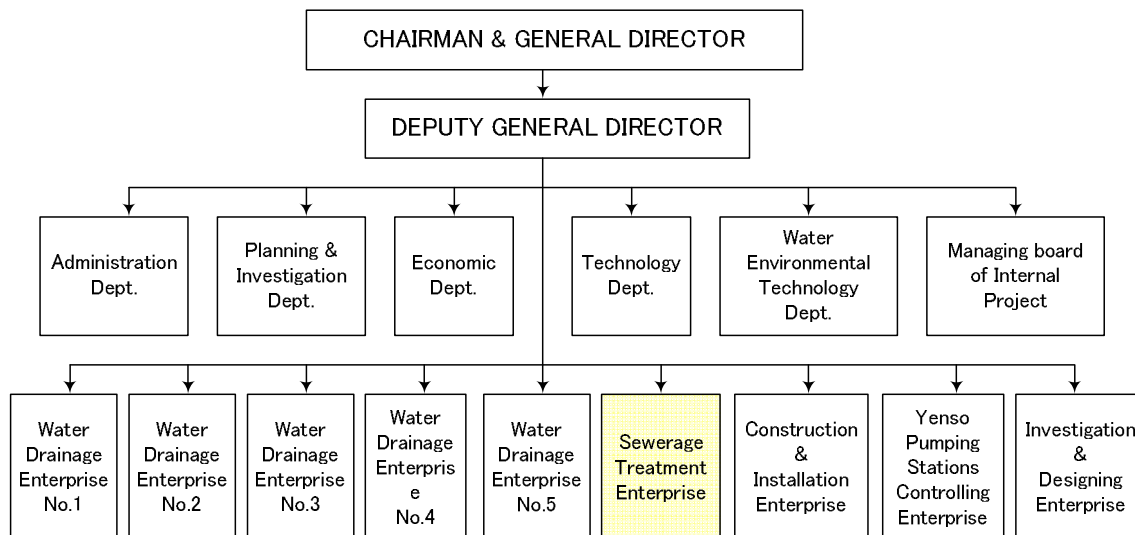 CHAIRMAN & GENERAL DIRECTOR
DEPUTY GENERAL DIRECTOR
Administration
Dept.
Planning &
Investigation
Dept.
Economic
Dept.
Technology
Dept.
Water
Environmental
Technology
Dept.
Managing board
of Internal
Project
Water
Drainage
Enterprise
No.1
Water
Drainage
Enterprise
No.2
Water
Drainage
Enterprise
No.3
Water
Drainage
Enterpris
e
No.4
Water
Drainage
Enterprise
No.5
Sewerage
Treatment
Enterprise
Construction
&
Installation
Enterprise
Yenso
Pumping
Stations
Controlling
Enterprise
Investigation
&
Designing
Enterprise